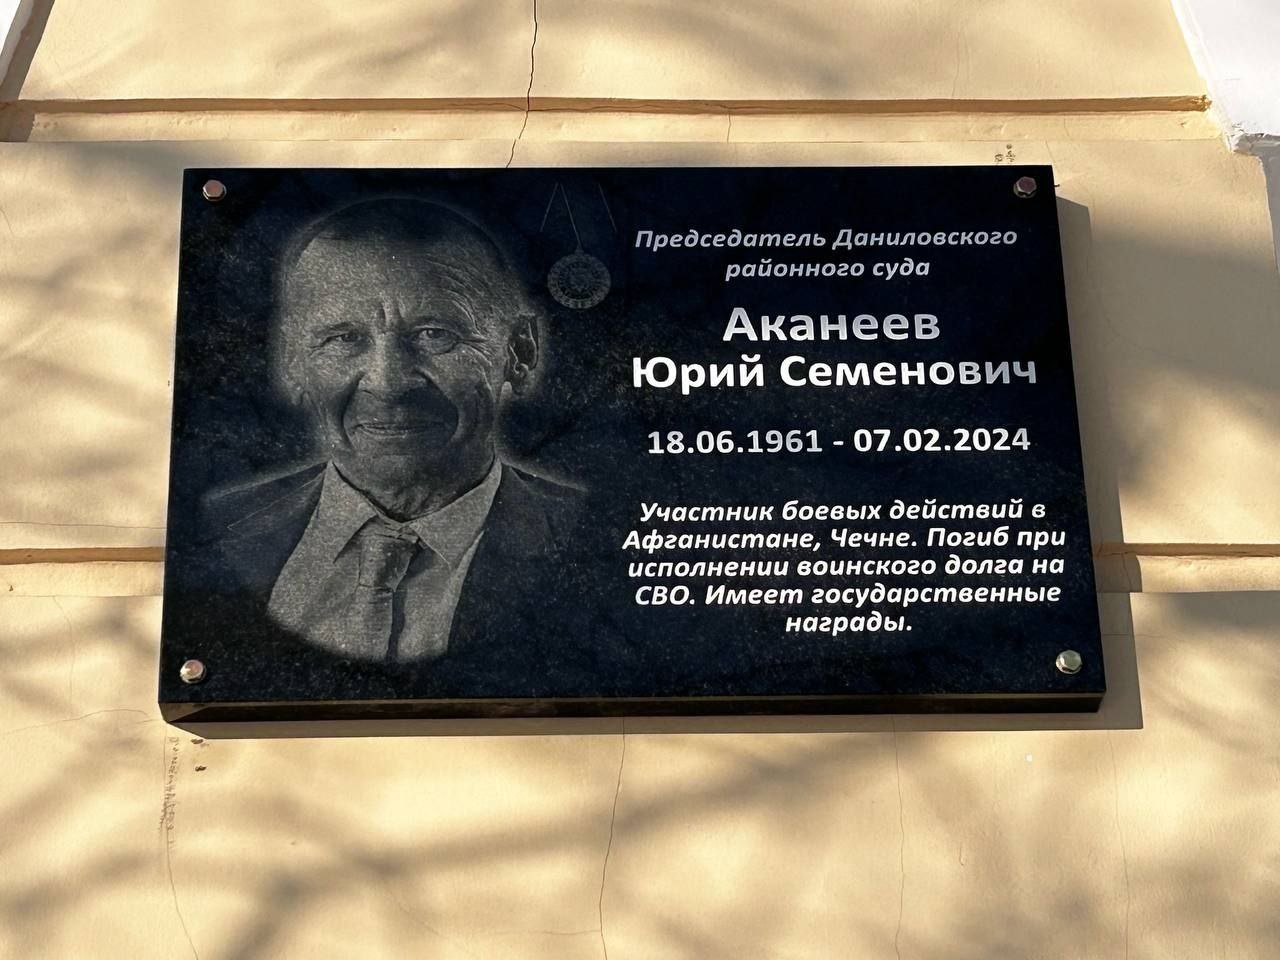 Председатель Даниловского
районного суда
Аканеев
Юрий Семенович
18.06.1961 - 07.02.2024
Участник боевых действий в
Афганистане, Чечне. Погиб при
исполнении воинского долга на
СВО. Имеет государственные
награды.